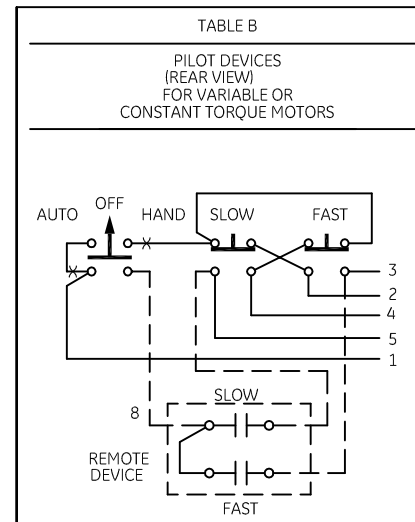 TABLE B
PILOT DEVICES
(REAR VIEW)
FOR VARIABLE OR
CONSTANT TORQUE MOTORS
AUTO OFF HAND SLOW FAST
3
2
4
5
1
SLOW
8
REMOTE
DEVICE
FAST